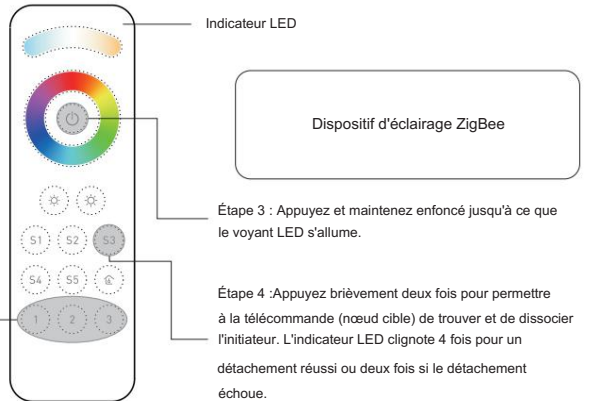 Indicateur LED
Dispositif d'éclairage ZigBee
Étape 3 : Appuyez et maintenez enfoncé jusqu'à ce que
le voyant LED s'allume.
S1 S2 S3
S4 S5
1 2 3
Étape 4 :Appuyez brièvement deux fois pour permettre
à la télécommande (nœud cible) de trouver et de dissocier
l'initiateur. L'indicateur LED clignote 4 fois pour un
détachement réussi ou deux fois si le détachement
échoue.